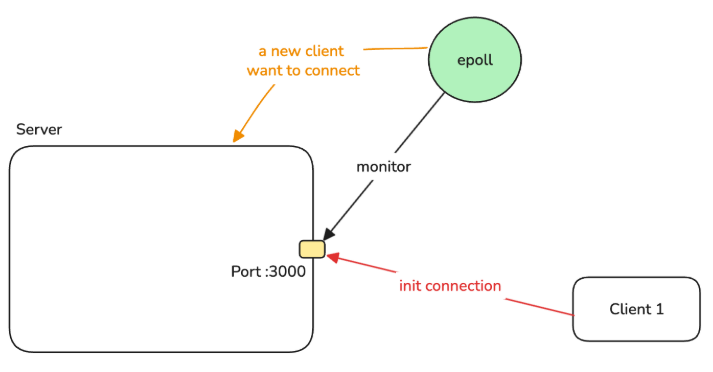 a new client
want to connect
epoll
Server
monitor
Port :3000
init connection
Client 1